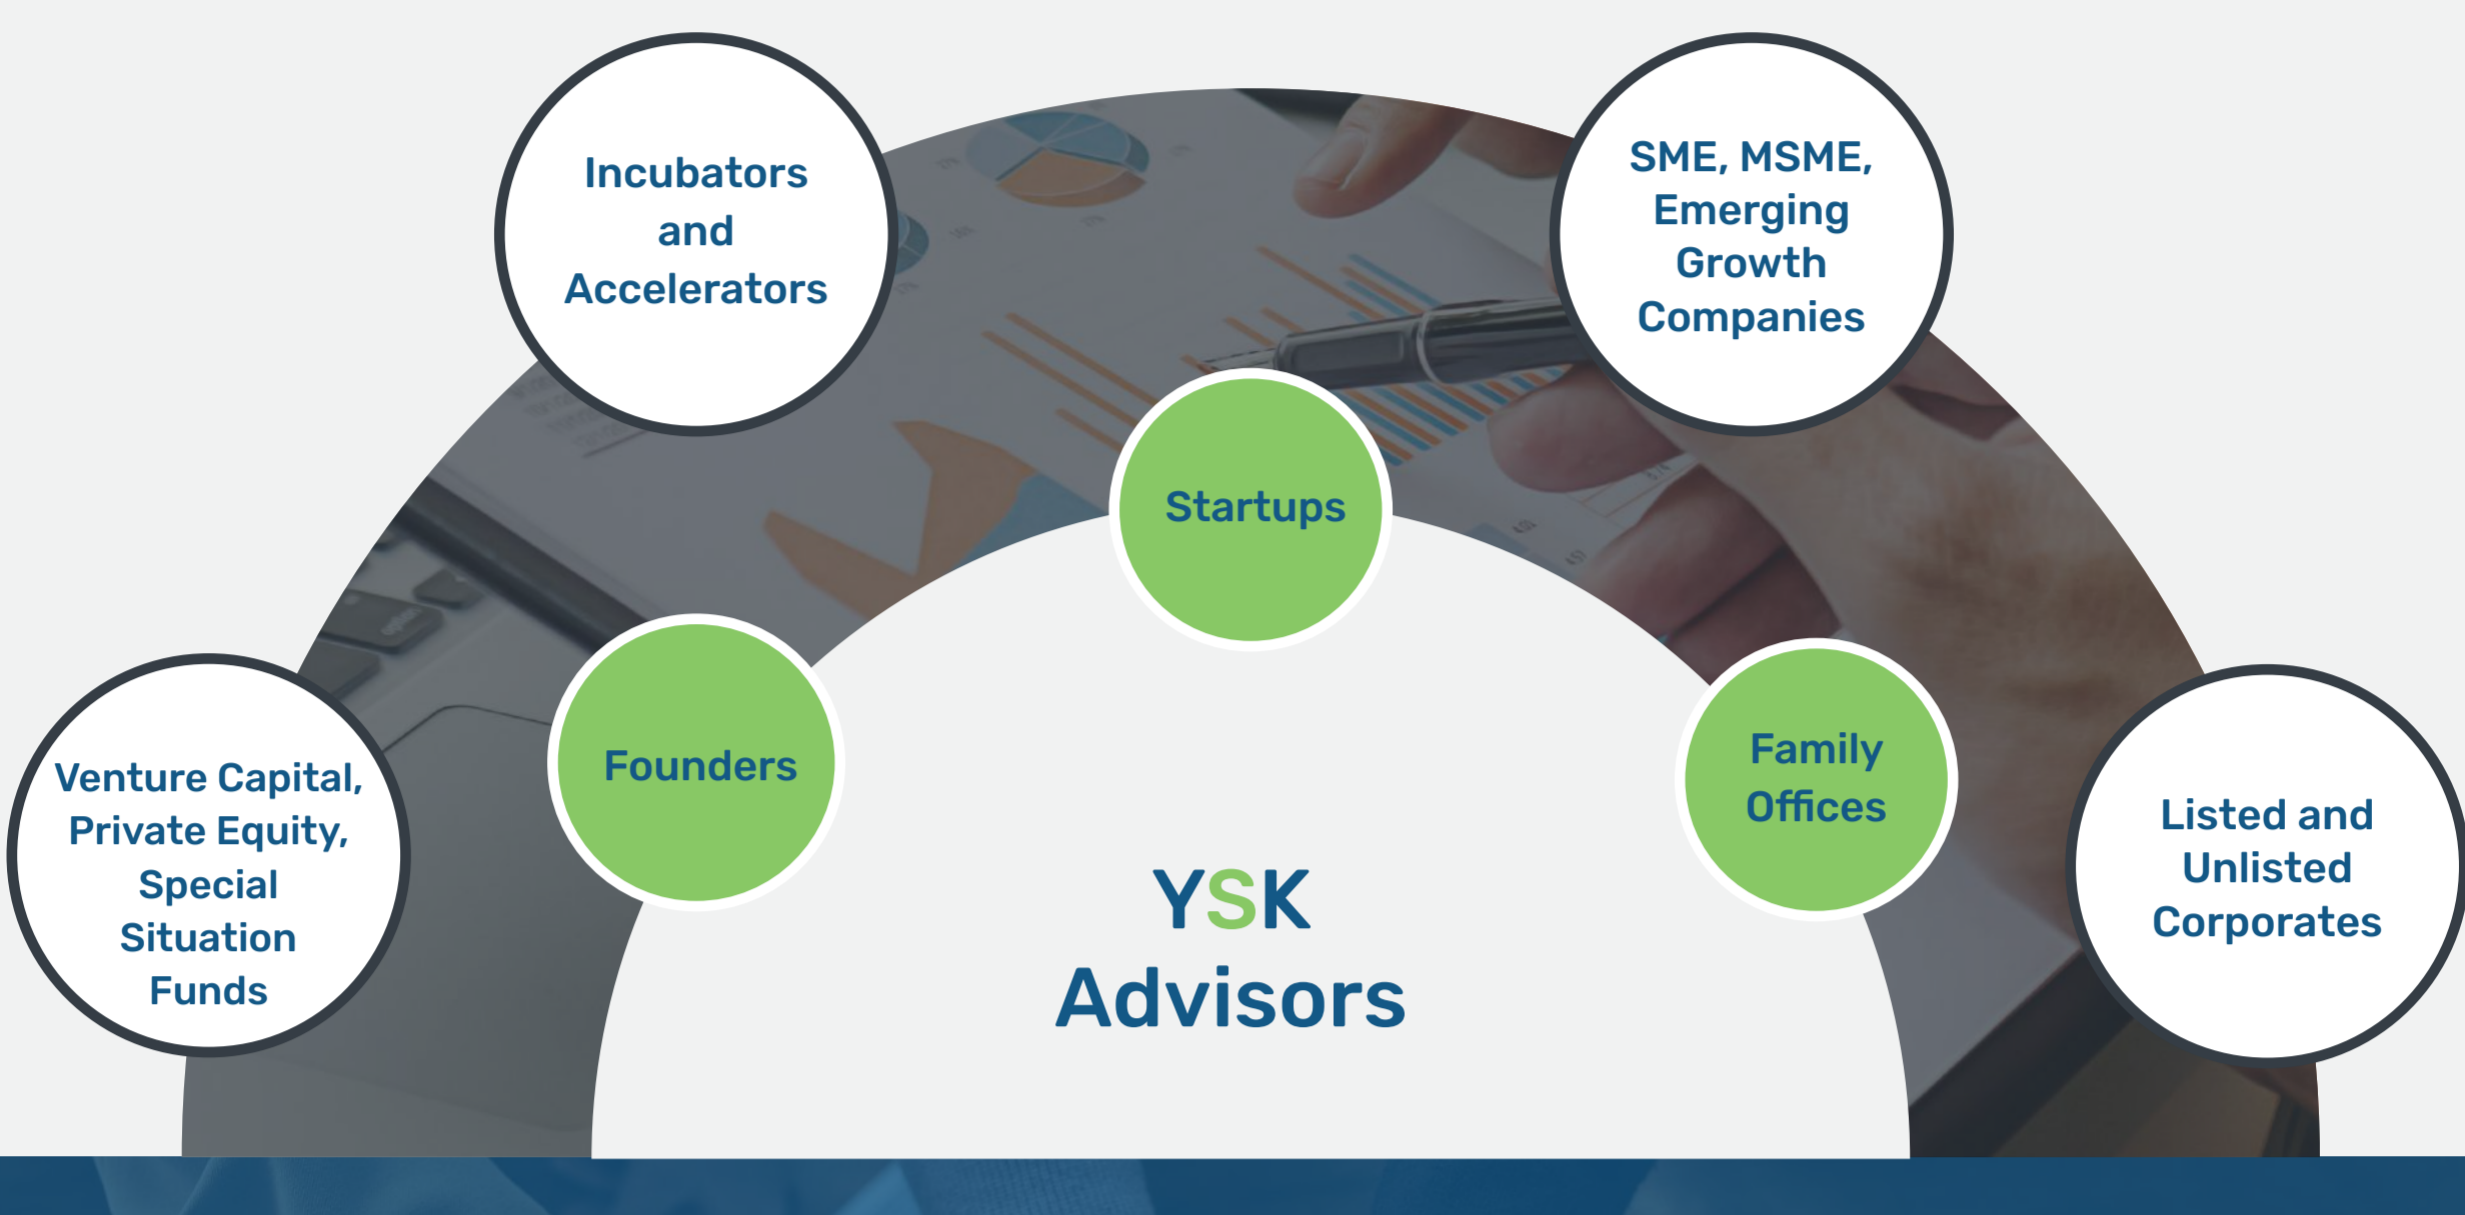 Incubators
and
Accelerators
SME, MSME,
Emerging
Growth
Companies
Startups
Founders
Family
Offices
Venture Capital,
Private Equity,
Special
Situation
Funds
Listed and
Unlisted
Corporates
YSK
Advisors